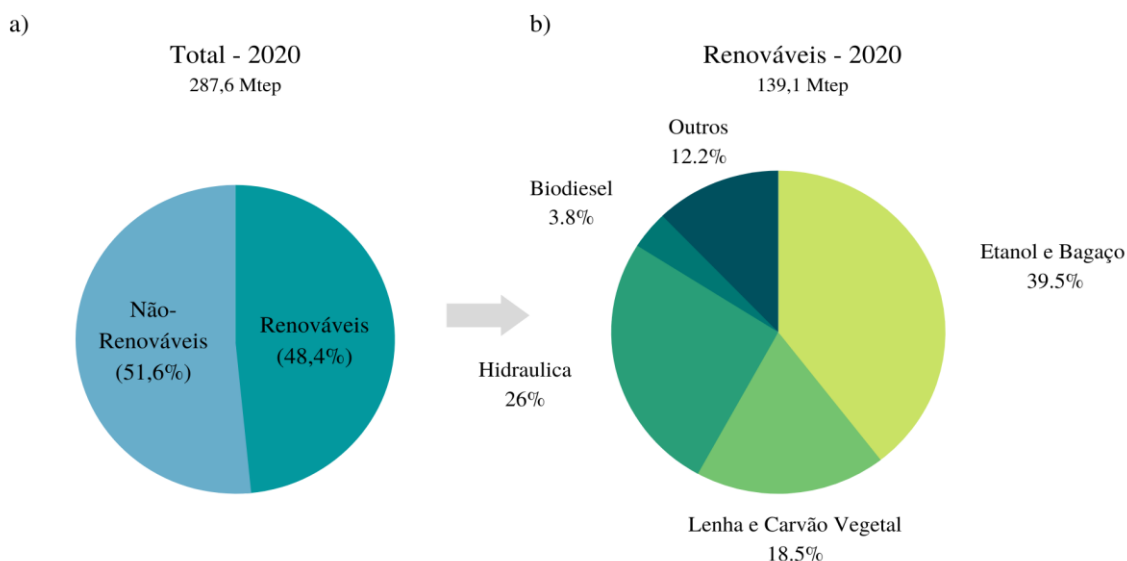 a)
Total - 2020
287,6 Mtep
Não-
Renováveis
(51,6%)
Renováveis
(48,4%)
b)
Renováveis - 2020
139,1 Mtep
Outros
12.2%
Biodiesel
3.8%
Etanol e Bagaço
39.5%
Hidraulica
26%
Lenha e Carvão Vegetal
18.5%